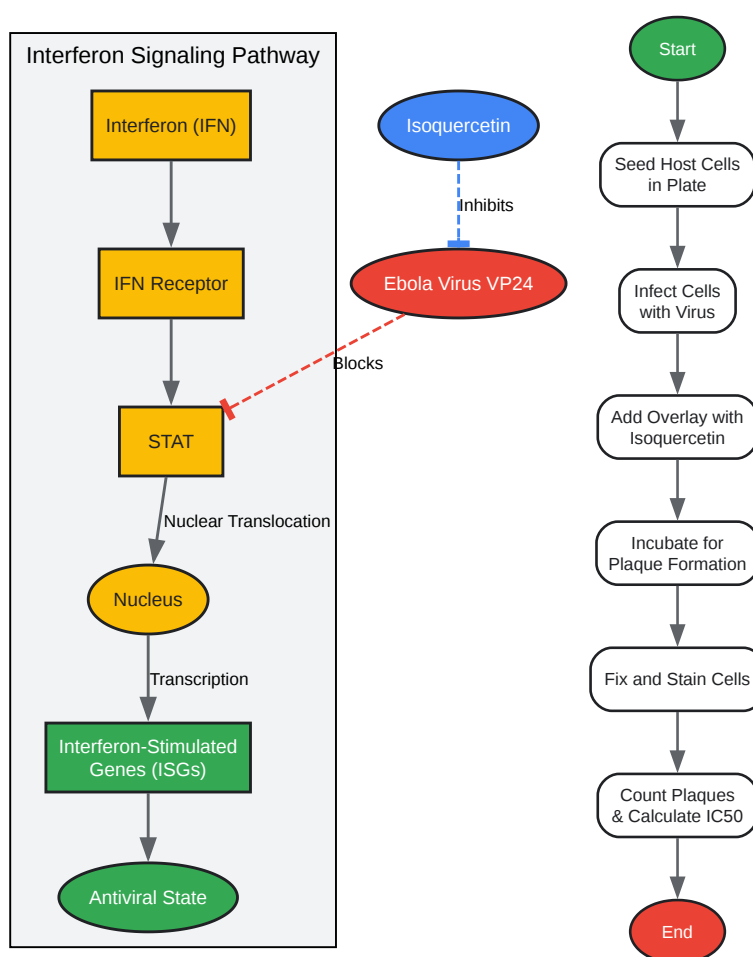 Interferon Signaling Pathway
Interferon (IFN)
IFN Receptor
STAT
Nuclear Translocation
Nucleus
Transcription
Interferon-Stimulated
Genes (ISGs)
Antiviral State
Isoquercetin
Inhibits
Ebola Virus VP24
Blocks
Start
Seed Host Cells
in Plate
Infect Cells
with Virus
Add Overlay with
Isoquercetin
Incubate for
Plaque Formation
Fix and Stain Cells
Count Plaques
& Calculate IC50
End